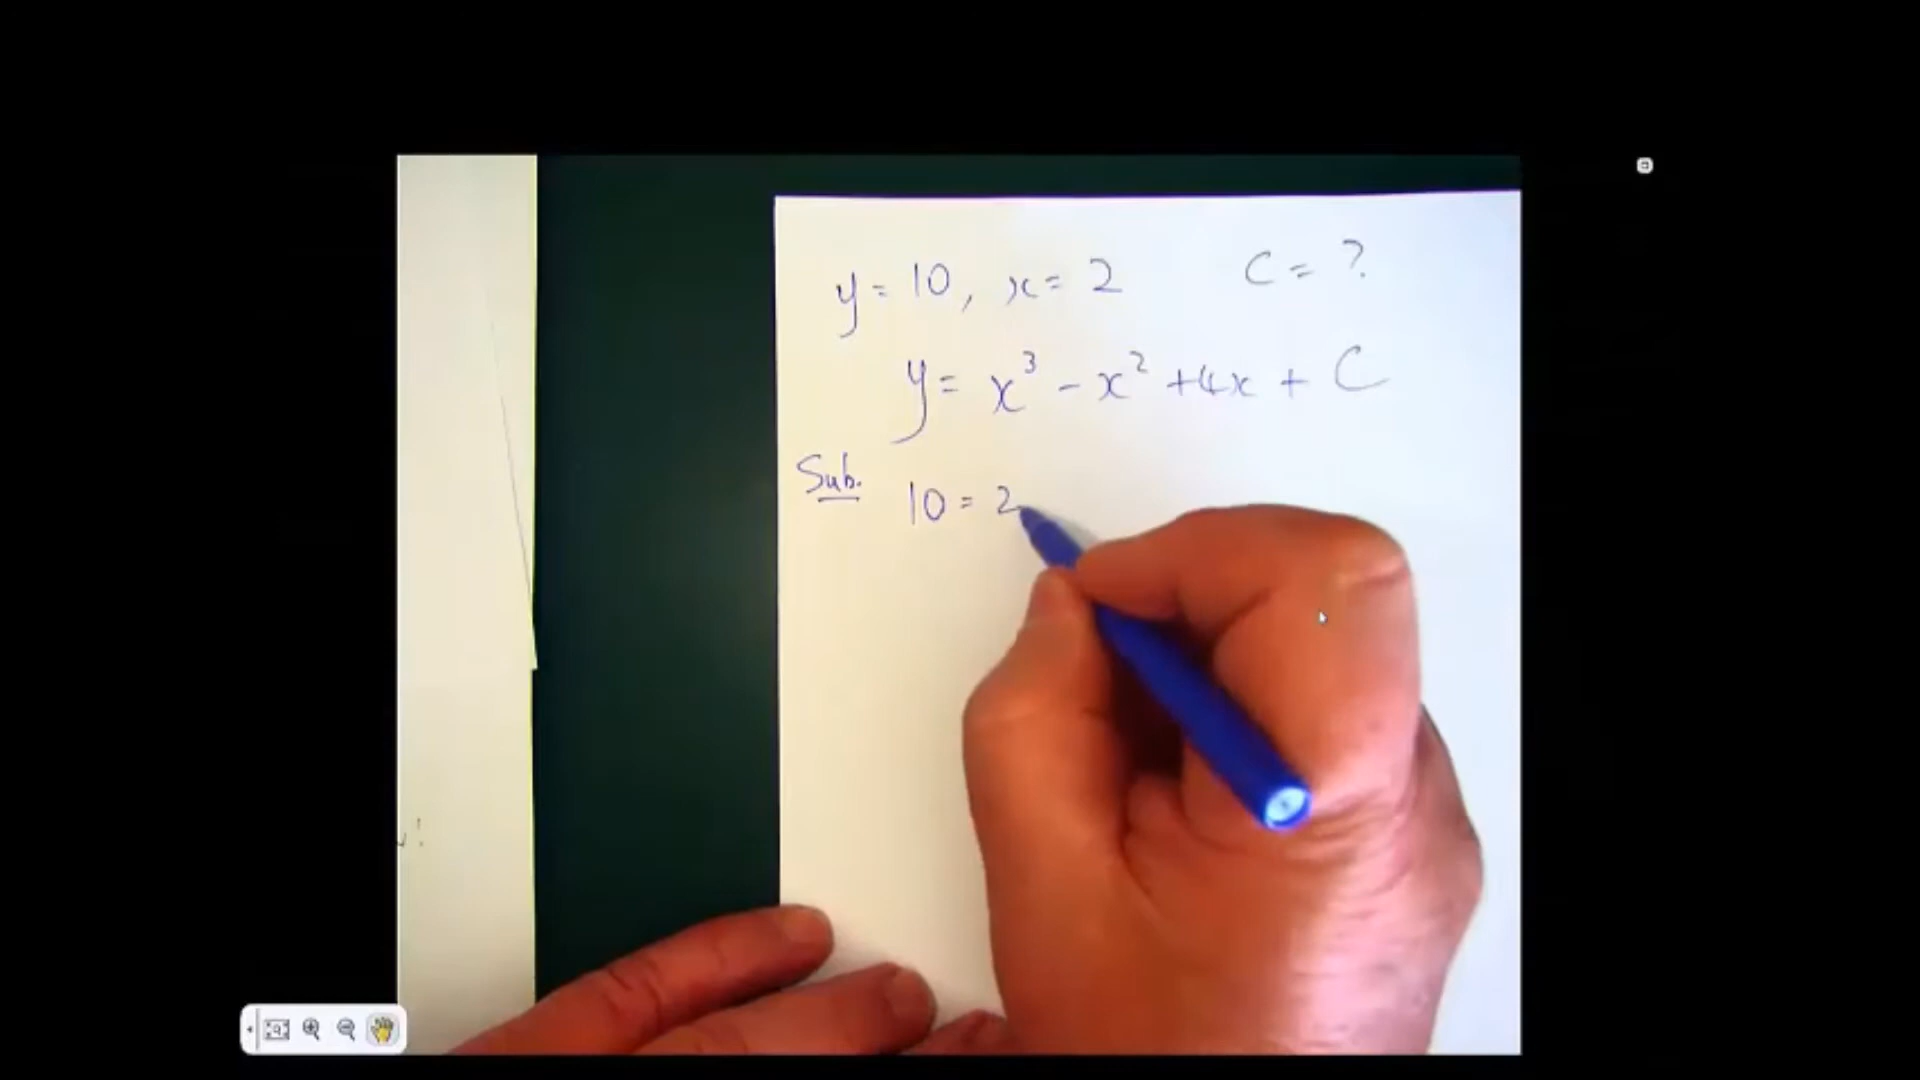 y = 10, x = 2 C = ?
y = x³ - x² + 4x + C
Sub. 10 = 2